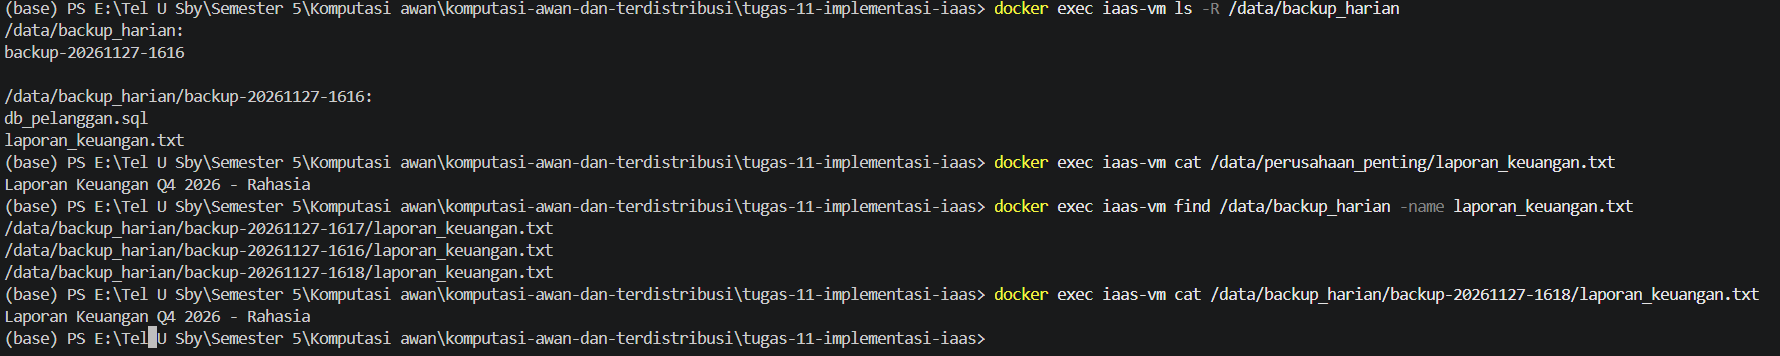 (base) PS E:\Tel U Sby\Semester 5\Komputasi awan\komputasi-awan-dan-terdistribusi\tugas-11-implementasi-iaas> docker exec iaas-vm ls -R /data/backup_harian
/data/backup_harian:
backup-20261127-1616
/data/backup_harian/backup-20261127-1616:
db_pelanggan.sql
laporan_keuangan.txt
(base) PS E:\Tel U Sby\Semester 5\Komputasi awan\komputasi-awan-dan-terdistribusi\tugas-11-implementasi-iaas> docker exec iaas-vm cat /data/perusahaan_penting/laporan_keuangan.txt
Laporan Keuangan Q4 2026 - Rahasia
(base) PS E:\Tel U Sby\Semester 5\Komputasi awan\komputasi-awan-dan-terdistribusi\tugas-11-implementasi-iaas> docker exec iaas-vm find /data/backup_harian -name laporan_keuangan.txt
/data/backup_harian/backup-20261127-1617/laporan_keuangan.txt
/data/backup_harian/backup-20261127-1616/laporan_keuangan.txt
/data/backup_harian/backup-20261127-1618/laporan_keuangan.txt
(base) PS E:\Tel U Sby\Semester 5\Komputasi awan\komputasi-awan-dan-terdistribusi\tugas-11-implementasi-iaas> docker exec iaas-vm cat /data/backup_harian/backup-20261127-1618/laporan_keuangan.txt
Laporan Keuangan Q4 2026 - Rahasia
(base) PS E:\Tel U Sby\Semester 5\Komputasi awan\komputasi-awan-dan-terdistribusi\tugas-11-implementasi-iaas>